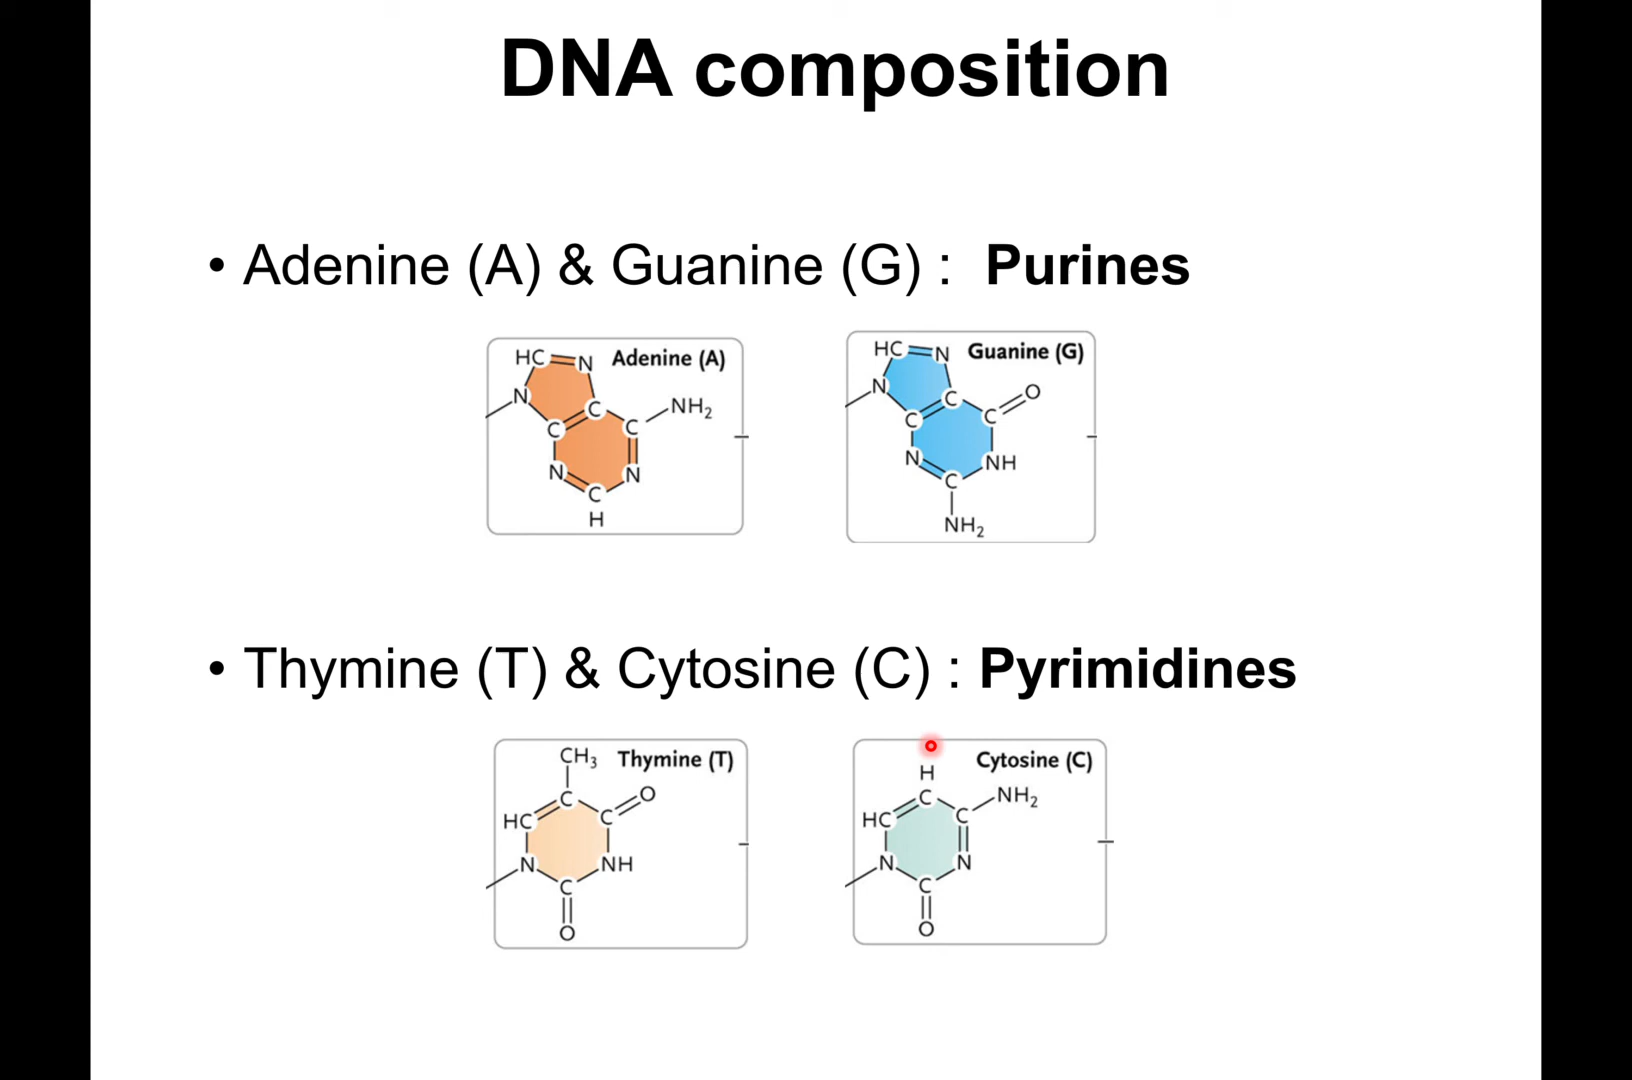 DNA composition
• Adenine (A) & Guanine (G) : Purines
HC N Adenine (A)
N C C NH₂
C N N
C
H
HC N Guanine (G)
N C C O
C N NH
C
NH₂
• Thymine (T) & Cytosine (C) : Pyrimidines
CH₃ Thymine (T)
C O
HC C
N NH
C
O
H Cytosine (C)
C NH₂
HC C
N N
C
O